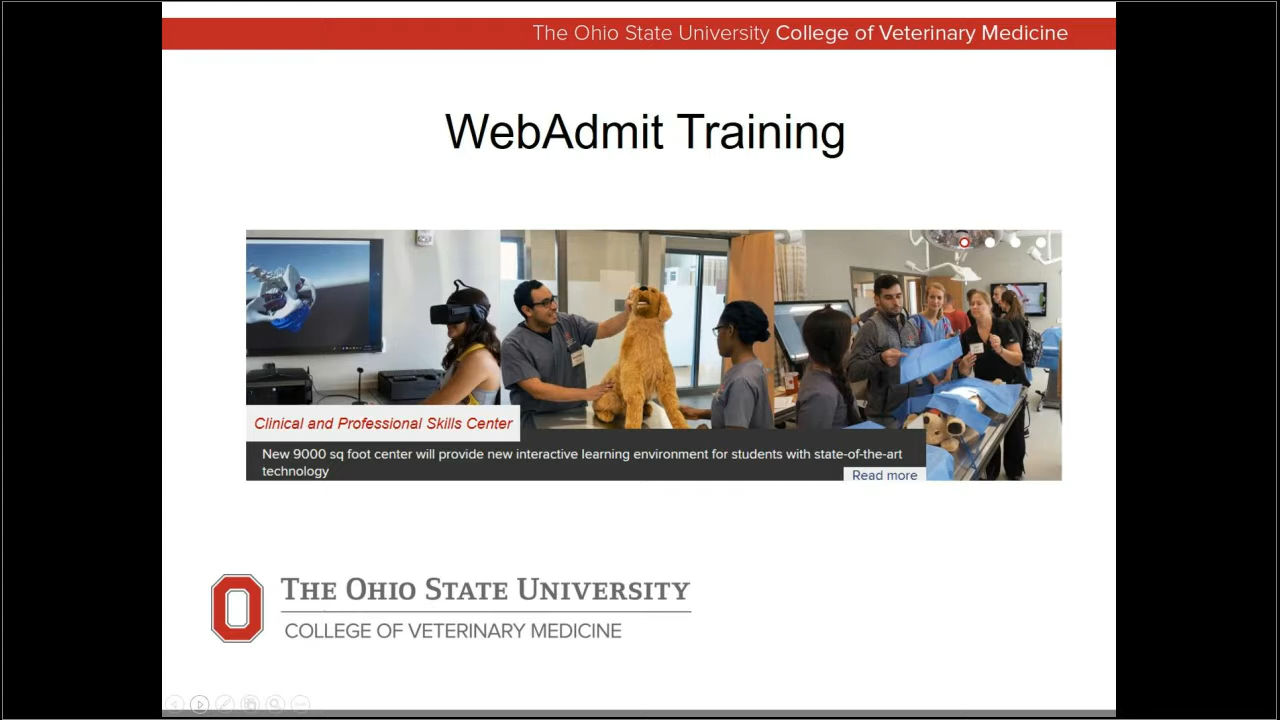 The Ohio State University College of Veterinary Medicine
WebAdmit Training
Clinical and Professional Skills Center
New 9000 sq foot center will provide new interactive learning environment for students with state-of-the-art
technology
Read more
THE OHIO STATE UNIVERSITY
COLLEGE OF VETERINARY MEDICINE